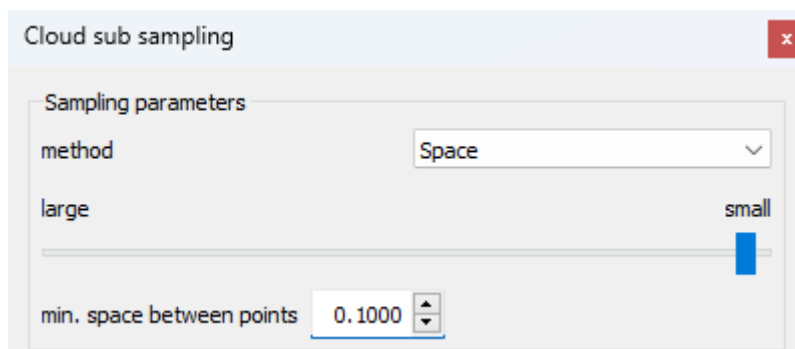 Cloud sub sampling
x
Sampling parameters
method
Space
large
small
min. space between points
0.1000